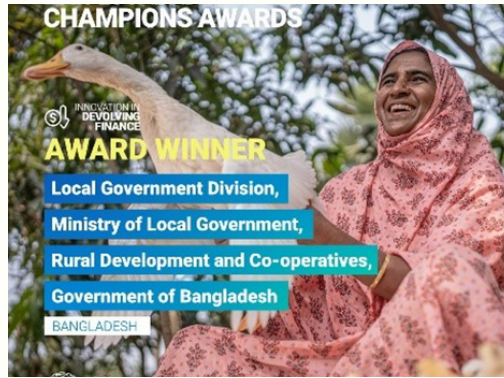 CHAMPIONS AWARDS
INNOVATION IN
DEVOLVING
FINANCE
AWARD WINNER
Local Government Division,
Ministry of Local Government,
Rural Development and Co-operatives,
Government of Bangladesh
BANGLADESH